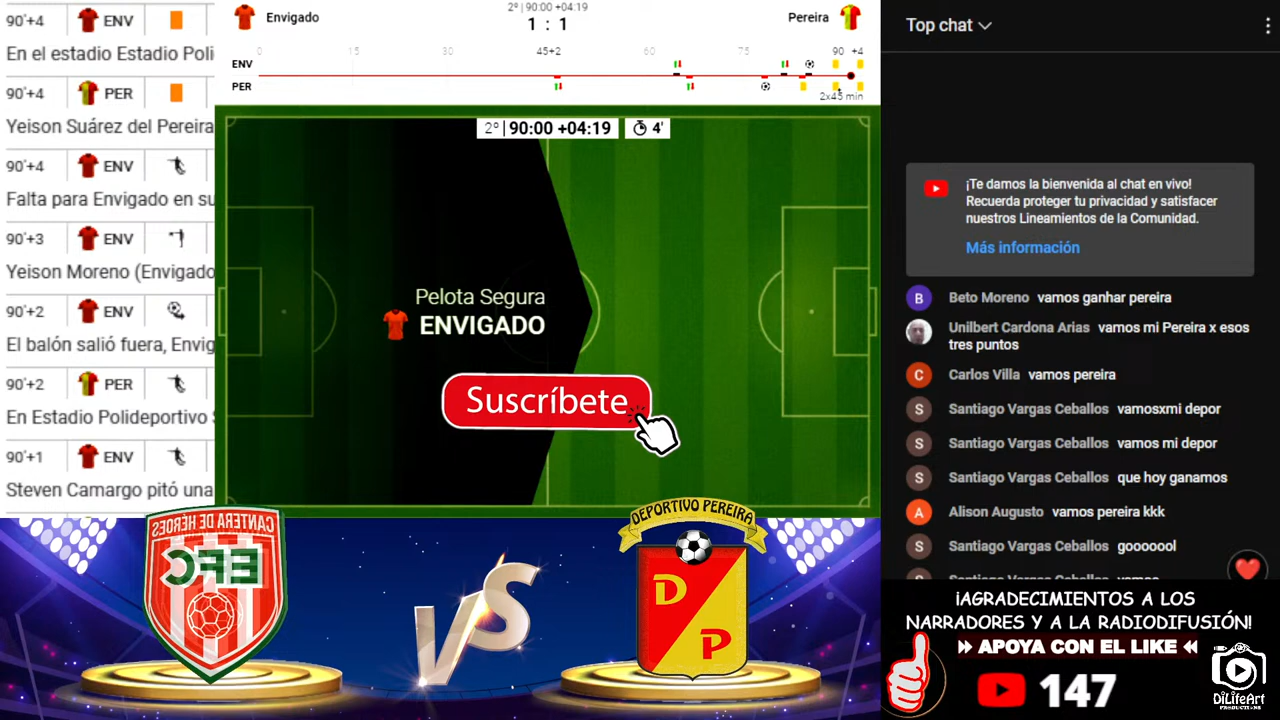 90'+4 ENV
En el estadio Estadio Poli
90'+4 PER
Yeison Suárez del Pereira
90'+4 ENV
Falta para Envigado en su
90'+3 ENV
Yeison Moreno (Envigado
90'+2 ENV
El balón salió fuera, Envig
90'+2 PER
En Estadio Polideportivo S
90'+1 ENV
Steven Camargo pitó una
Envigado
2º | 90:00 +04:19
1 : 1
Pereira
0 15 30 45+2 60 75 90 +4
ENV
PER
2x45 min
2º | 90:00 +04:19 4'
Pelota Segura
ENVIGADO
Suscríbete
CANTERA DE HÉROES
EFC
VS
DEPORTIVO PEREIRA
D
P
Top chat
¡Te damos la bienvenida al chat en vivo!
Recuerda proteger tu privacidad y satisfacer
nuestros Lineamientos de la Comunidad.
Más información
B Beto Moreno vamos ganhar pereira
Unilbert Cardona Arias vamos mi Pereira x esos
tres puntos
C Carlos Villa vamos pereira
S Santiago Vargas Ceballos vamosxmi depor
S Santiago Vargas Ceballos vamos mi depor
S Santiago Vargas Ceballos que hoy ganamos
A Alison Augusto vamos pereira kkk
S Santiago Vargas Ceballos gooooool
S Santiago Vargas Ceballos vamos
¡AGRADECIMIENTOS A LOS
NARRADORES Y A LA RADIODIFUSIÓN!
APOYA CON EL LIKE
147
DiLifeArt
PRODUCTIONS